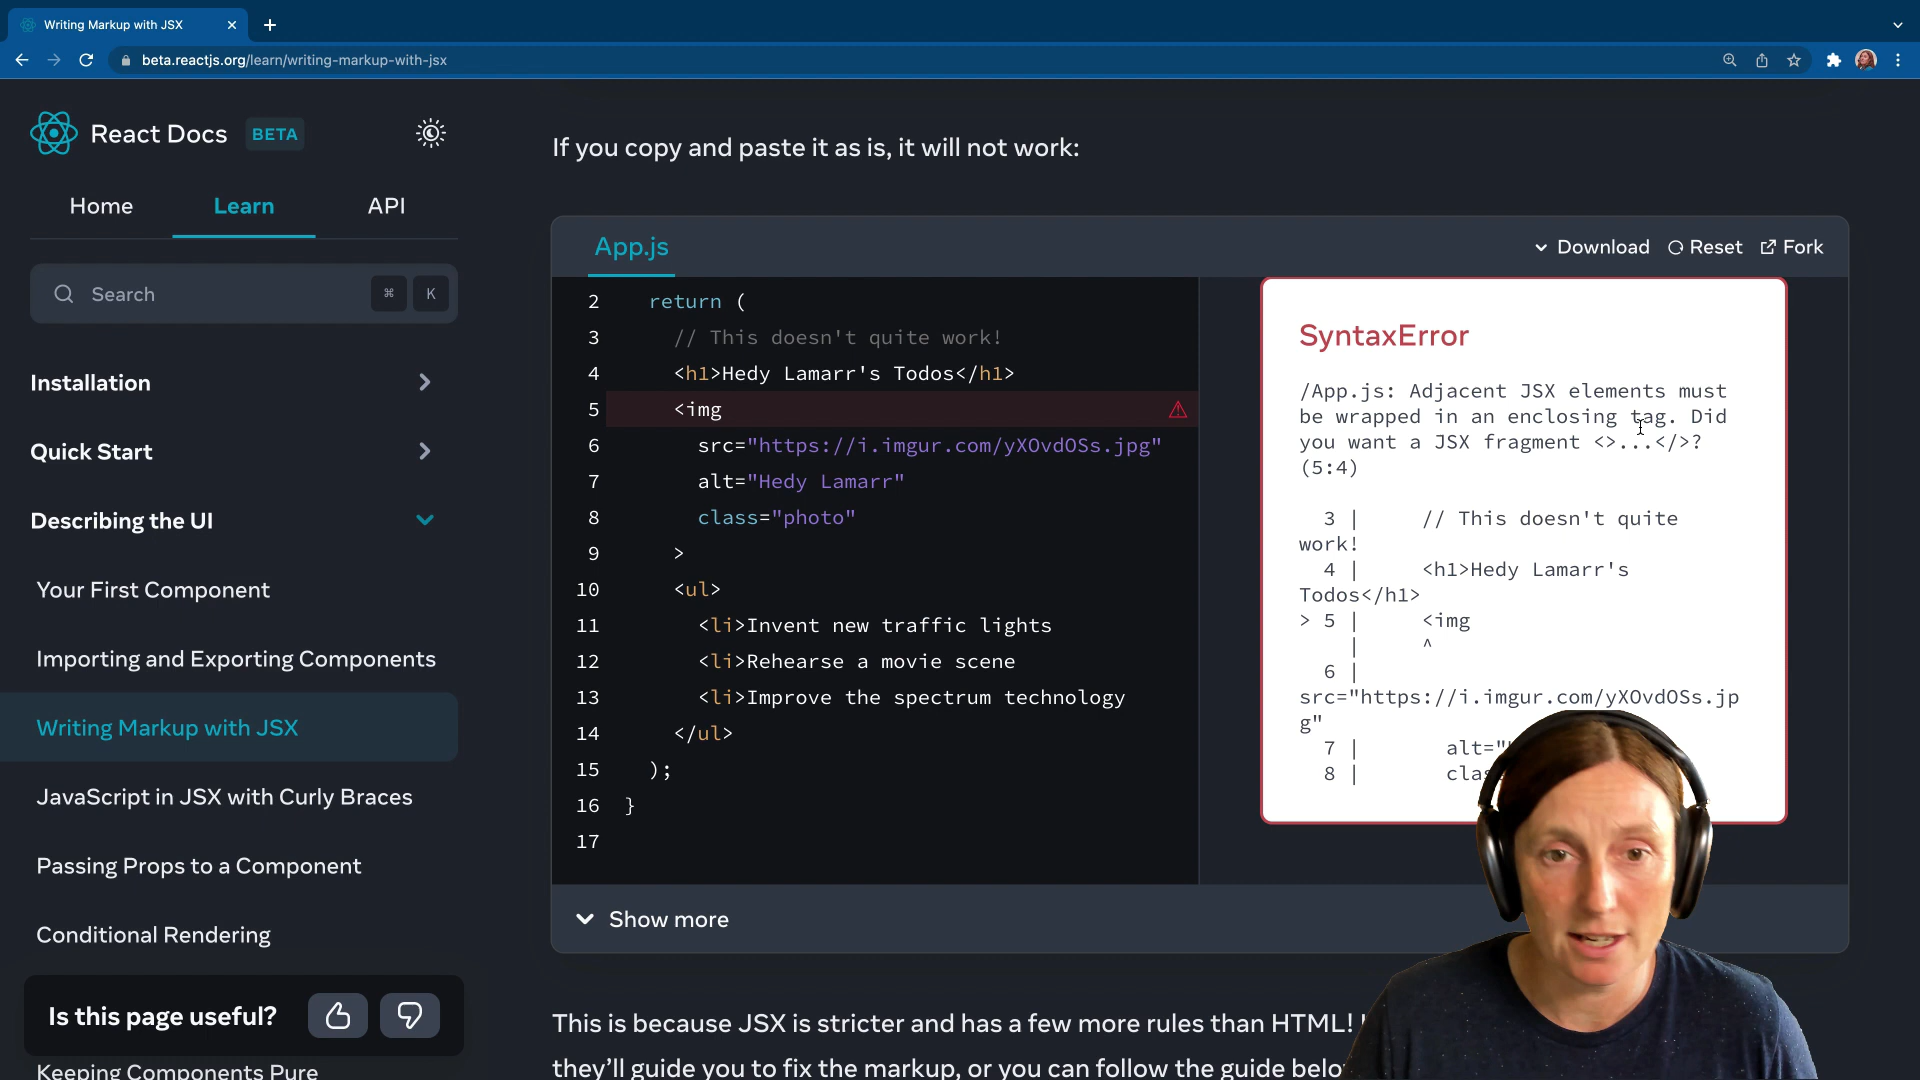 Writing Markup with JSX
beta.reactjs.org/learn/writing-markup-with-jsx
React Docs BETA
Home Learn API
Search ⌘ K
Installation
Quick Start
Describing the UI
Your First Component
Importing and Exporting Components
Writing Markup with JSX
JavaScript in JSX with Curly Braces
Passing Props to a Component
Conditional Rendering
Keeping Components Pure
Is this page useful?
If you copy and paste it as is, it will not work:
App.js
Download Reset Fork
2 return (
3 // This doesn't quite work!
4 <h1>Hedy Lamarr's Todos</h1>
5 <img
6 src="https://i.imgur.com/yXOvdOSs.jpg"
7 alt="Hedy Lamarr"
8 class="photo"
9 >
10 <ul>
11 <li>Invent new traffic lights
12 <li>Rehearse a movie scene
13 <li>Improve the spectrum technology
14 </ul>
15 );
16 }
17
SyntaxError
/App.js: Adjacent JSX elements must
be wrapped in an enclosing tag. Did
you want a JSX fragment <>...</>?
(5:4)
3 | // This doesn't quite
work!
4 | <h1>Hedy Lamarr's
Todos</h1>
> 5 | <img
| ^
6 |
src="https://i.imgur.com/yXOvdOSs.jp
g"
7 | alt="
8 | clas
Show more
This is because JSX is stricter and has a few more rules than HTML!
they'll guide you to fix the markup, or you can follow the guide